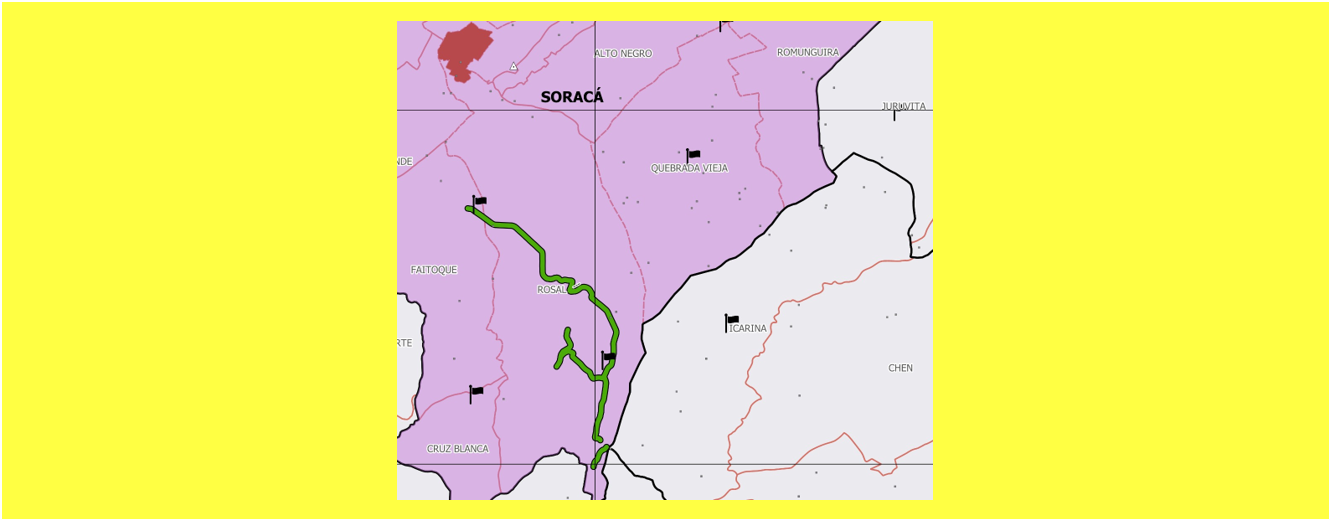 ALTO NEGRO
ROMUNGUIRA
SORACÁ
JURUVITA
NDE
QUEBRADA VIEJA
FAITOQUE
ROSAL
ICARINA
RTE
CHEN
CRUZ BLANCA